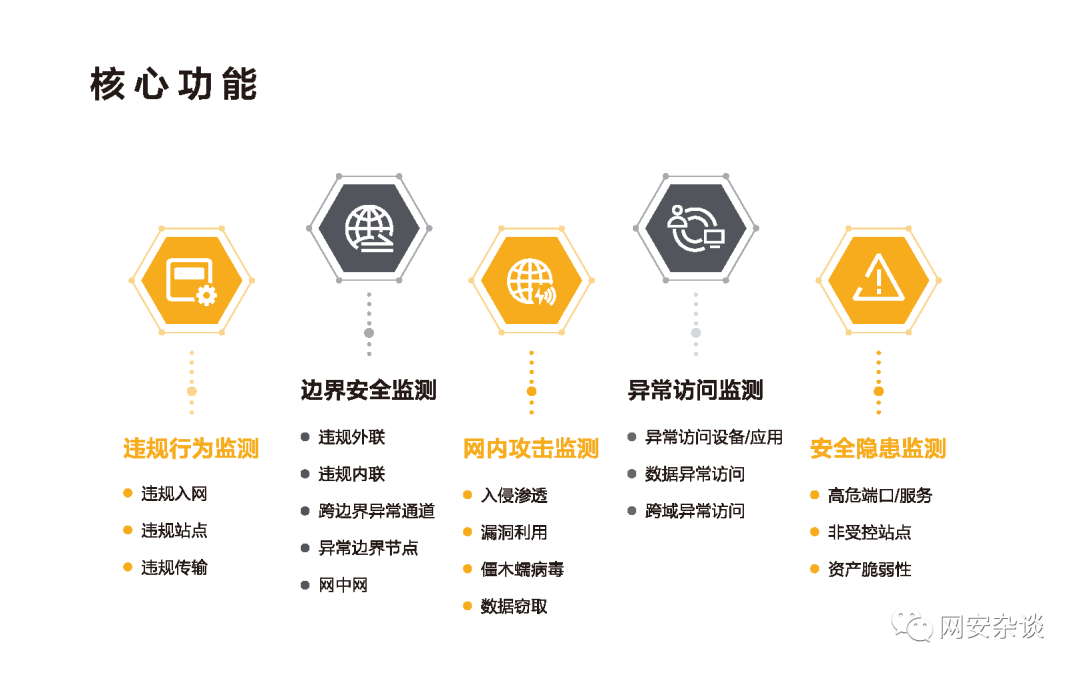 核心功能
违规行为监测
违规入网
违规站点
违规传输
边界安全监测
违规外联
违规内联
跨边界异常通道
异常边界节点
网中网
网内攻击监测
入侵渗透
漏洞利用
僵木蠕病毒
数据窃取
异常访问监测
异常访问设备/应用
数据异常访问
跨域异常访问
安全隐患监测
高危端口/服务
非受控站点
资产脆弱性
网安杂谈